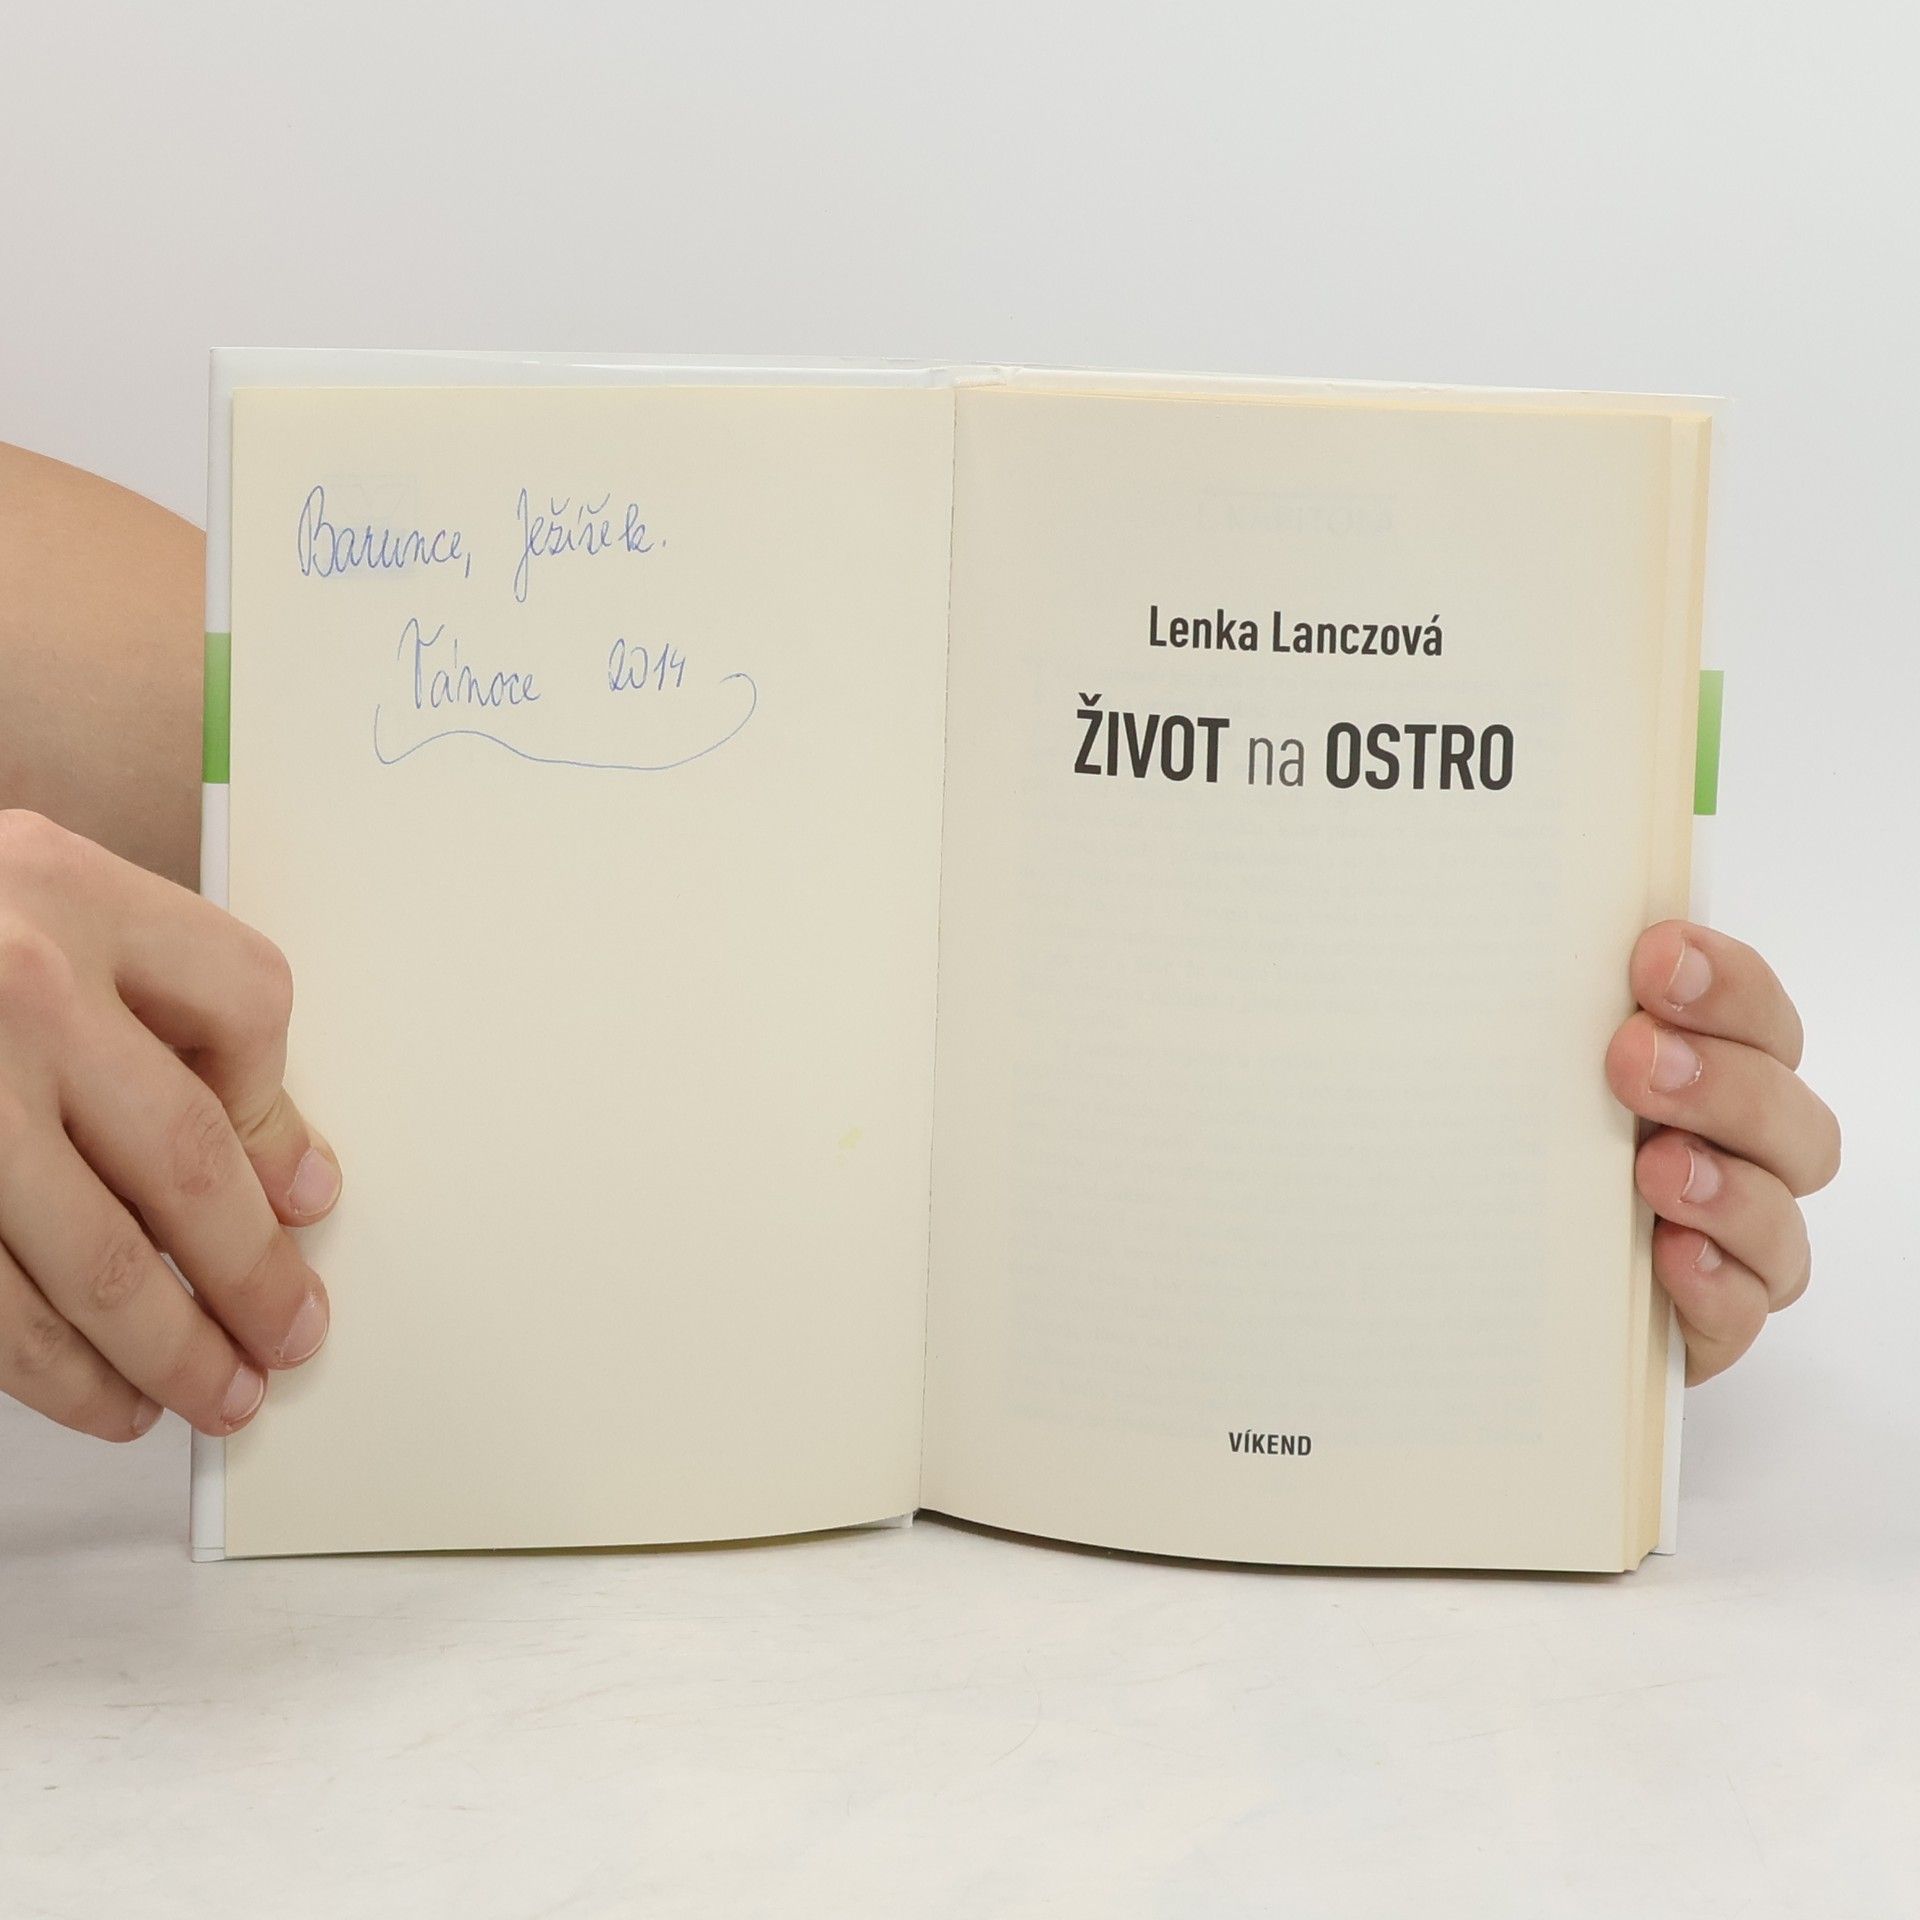 Barunce, Ježíšek.
Vánoce 2014
Lenka Lanczová
ŽIVOT na OSTRO
VÍKEND